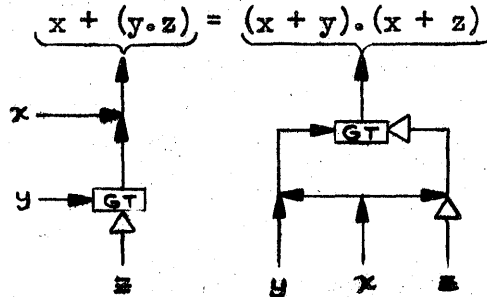 x + (y.z) = (x + y).(x + z)
x
GT
y
GT
z
y
x
z